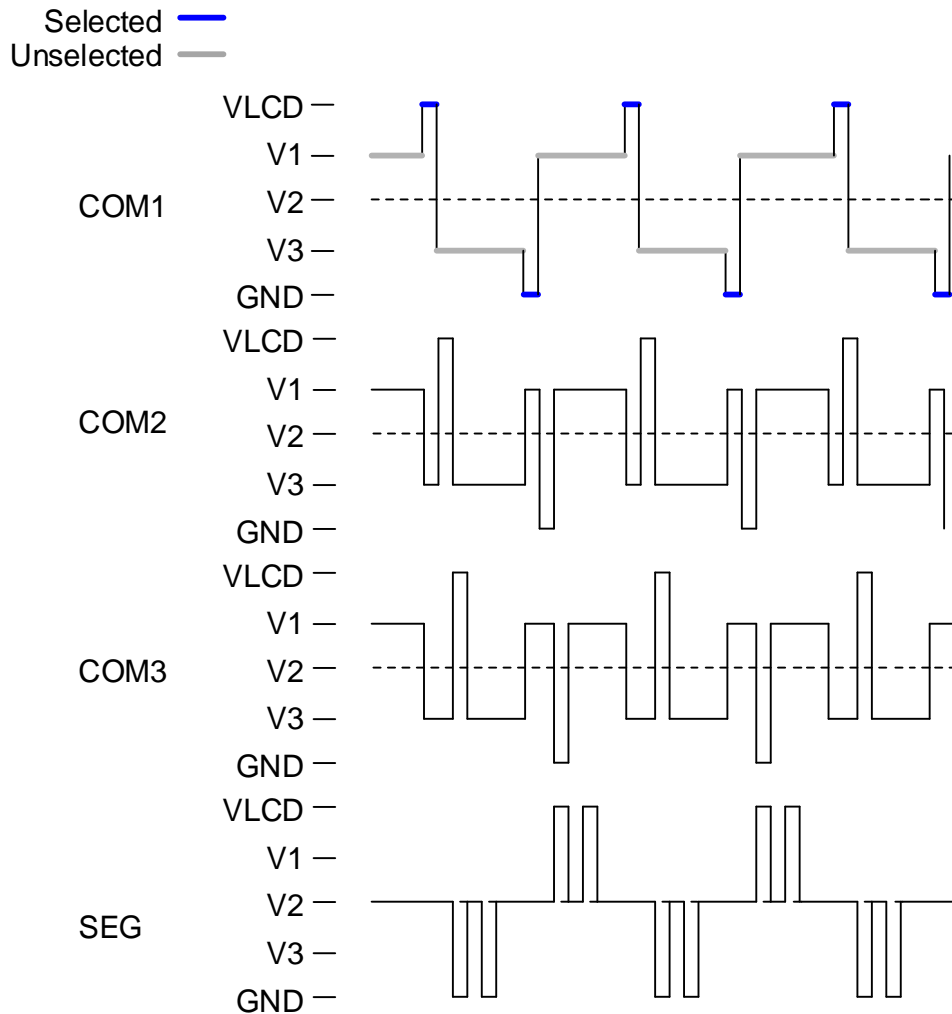 Selected
Unselected
VLCD
V1
COM1
V2
V3
GND
VLCD
V1
COM2
V2
V3
GND
VLCD
V1
COM3
V2
V3
GND
VLCD
V1
V2
SEG
V3
GND